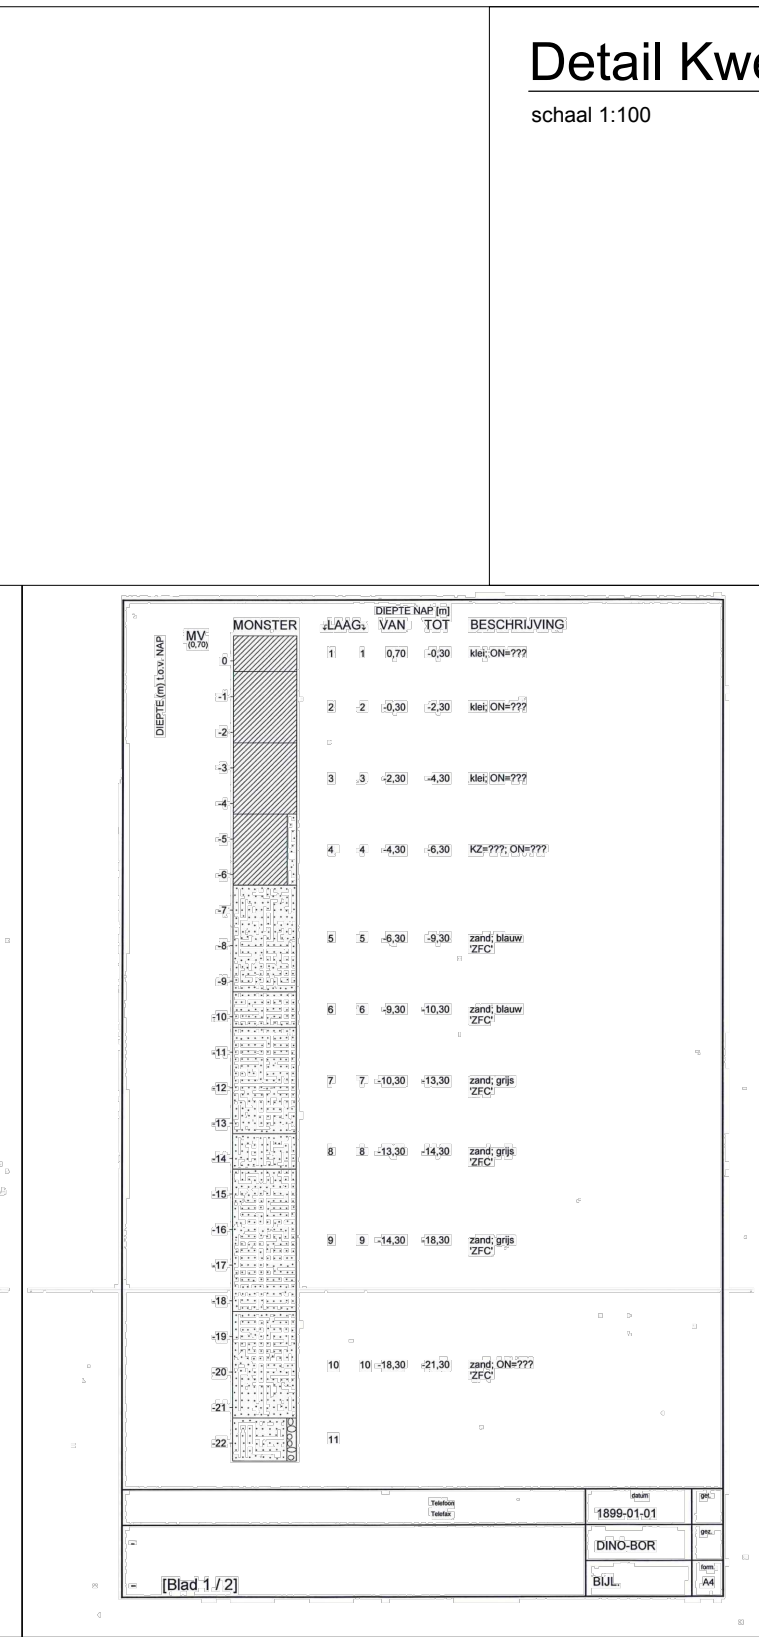 Detail Kwe
schaal 1:100
DIEPTE NAP [m]
MONSTER LAAG VAN TOT BESCHRIJVING
MV
(0,70)
DIEPTE (m) t.o.v. NAP
1 1 0,70 -0,30 klei; ON=???
2 2 -0,30 -2,30 klei; ON=???
3 3 -2,30 -4,30 klei; ON=???
4 4 -4,30 -6,30 KZ=???; ON=???
5 5 -6,30 -9,30 zand; blauw
'ZFC'
6 6 -9,30 -10,30 zand; blauw
'ZFC'
7 7 -10,30 -13,30 zand; grijs
'ZFC'
8 8 -13,30 -14,30 zand; grijs
'ZFC'
9 9 -14,30 -18,30 zand; grijs
'ZFC'
10 10 -18,30 -21,30 zand; ON=???
'ZFC'
11
0
-1
-2
-3
-4
-5
-6
-7
-8
-9
-10
-11
-12
-13
-14
-15
-16
-17
-18
-19
-20
-21
-22
Telefoon
Telefax
datum
1899-01-01
get.
DINO-BOR
gez.
[Blad 1 / 2]
BIJL.
form.
A4